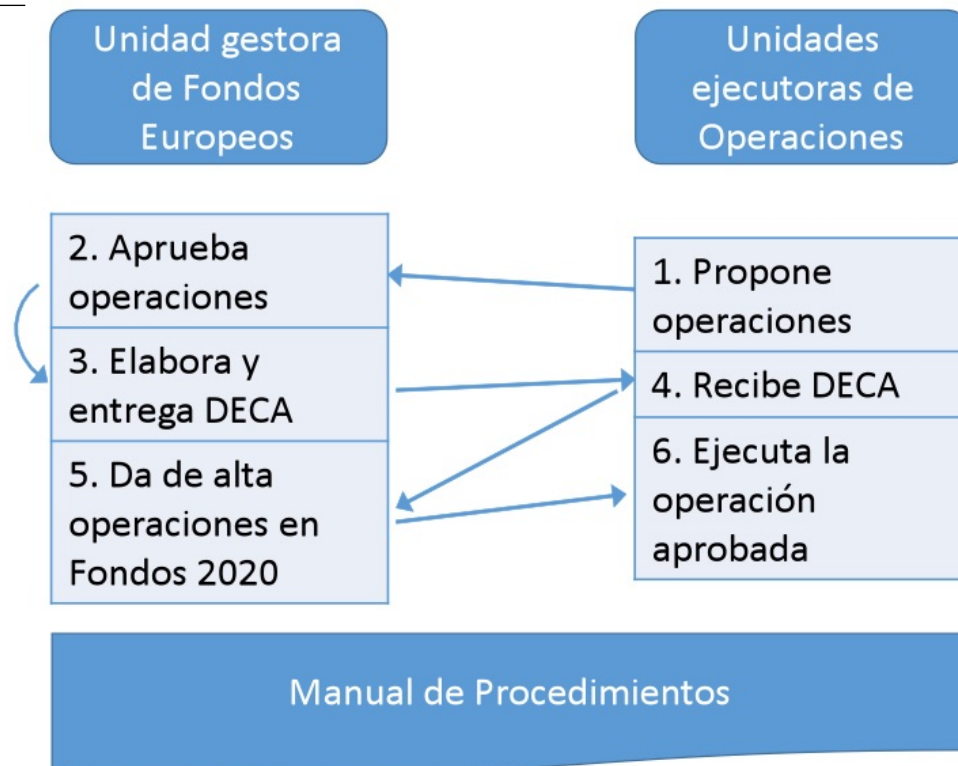 Unidad gestora
de Fondos
Europeos
Unidades
ejecutoras de
Operaciones
2. Aprueba
operaciones
3. Elabora y
entrega DECA
5. Da de alta
operaciones en
Fondos 2020
1. Propone
operaciones
4. Recibe DECA
6. Ejecuta la
operación
aprobada
Manual de Procedimientos